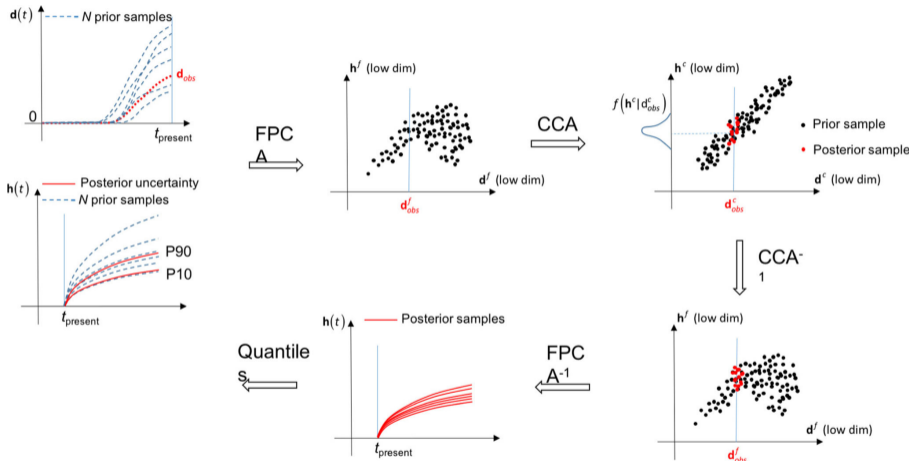 d(t)
N prior samples
d_obs
0
t_present
FPC
A
h^f (low dim)
d^f (low dim)
d^f_obs
CCA
h^c (low dim)
f(h^c|d^c_obs)
Prior sample
Posterior sample
d^c (low dim)
d^c_obs
h(t)
Posterior uncertainty
N prior samples
P90
P10
t_present
CCA-
1
h^f (low dim)
d^f (low dim)
d^f_obs
FPC
A-1
h(t)
Posterior samples
t_present
Quantile
s.